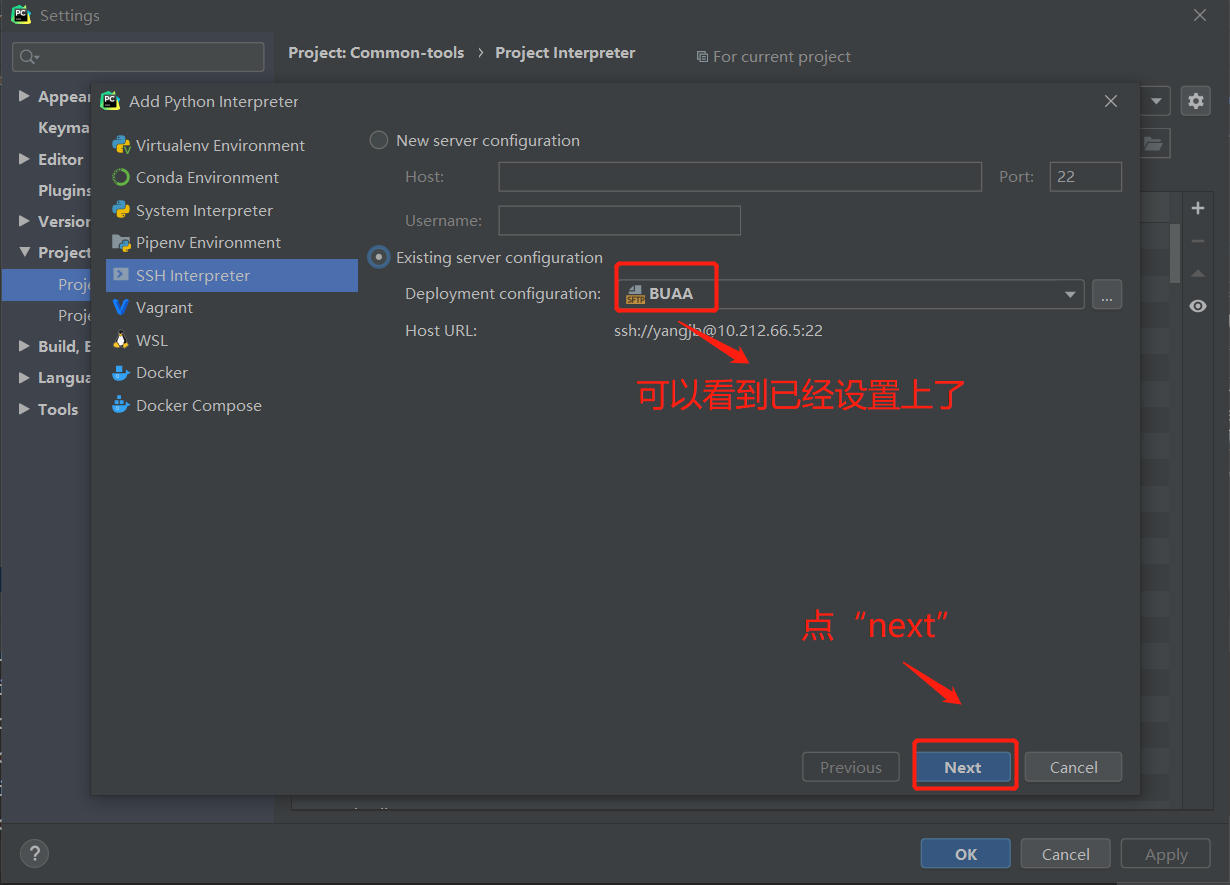 Settings
Project: Common-tools › Project Interpreter For current project
Appear
Keyma
Editor
Plugins
Version
Project
Proje
Proje
Build, E
Langua
Tools
Add Python Interpreter
Virtualenv Environment
Conda Environment
System Interpreter
Pipenv Environment
SSH Interpreter
Vagrant
WSL
Docker
Docker Compose
New server configuration
Host: Port: 22
Username:
Existing server configuration
Deployment configuration: SFTP BUAA ...
Host URL: ssh://yangjb@10.212.66.5:22
可以看到已经设置上了
点“next”
Previous Next Cancel
? OK Cancel Apply